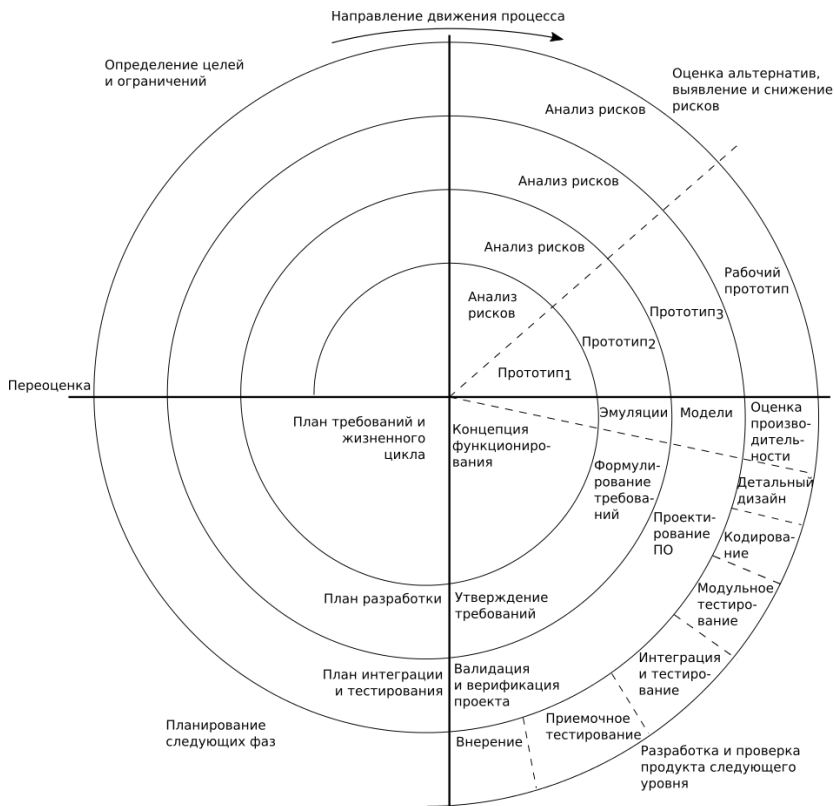 Направление движения процесса
Определение целей
и ограничений
Оценка альтернатив,
выявление и снижение
рисков
Анализ рисков
Анализ рисков
Анализ рисков
Анализ
рисков
Рабочий
прототип
Прототип3
Прототип2
Прототип1
Переоценка
План требований и
жизненного
цикла
Концепция
функциониро-
вания
Эмуляции
Модели
Оценка
произво-
дитель-
ности
Формули-
рование
требова-
ний
Детальный
дизайн
Проекти-
рование
ПО
Кодирова-
ние
Модульное
тестиро-
вание
План разработки
Утверждение
требований
Интеграция
и тестиро-
вание
План интеграции
и тестирования
Валидация
и верификация
проекта
Приемочное
тестирование
Внерение
Планирование
следующих фаз
Разработка и проверка
продукта следующего
уровня